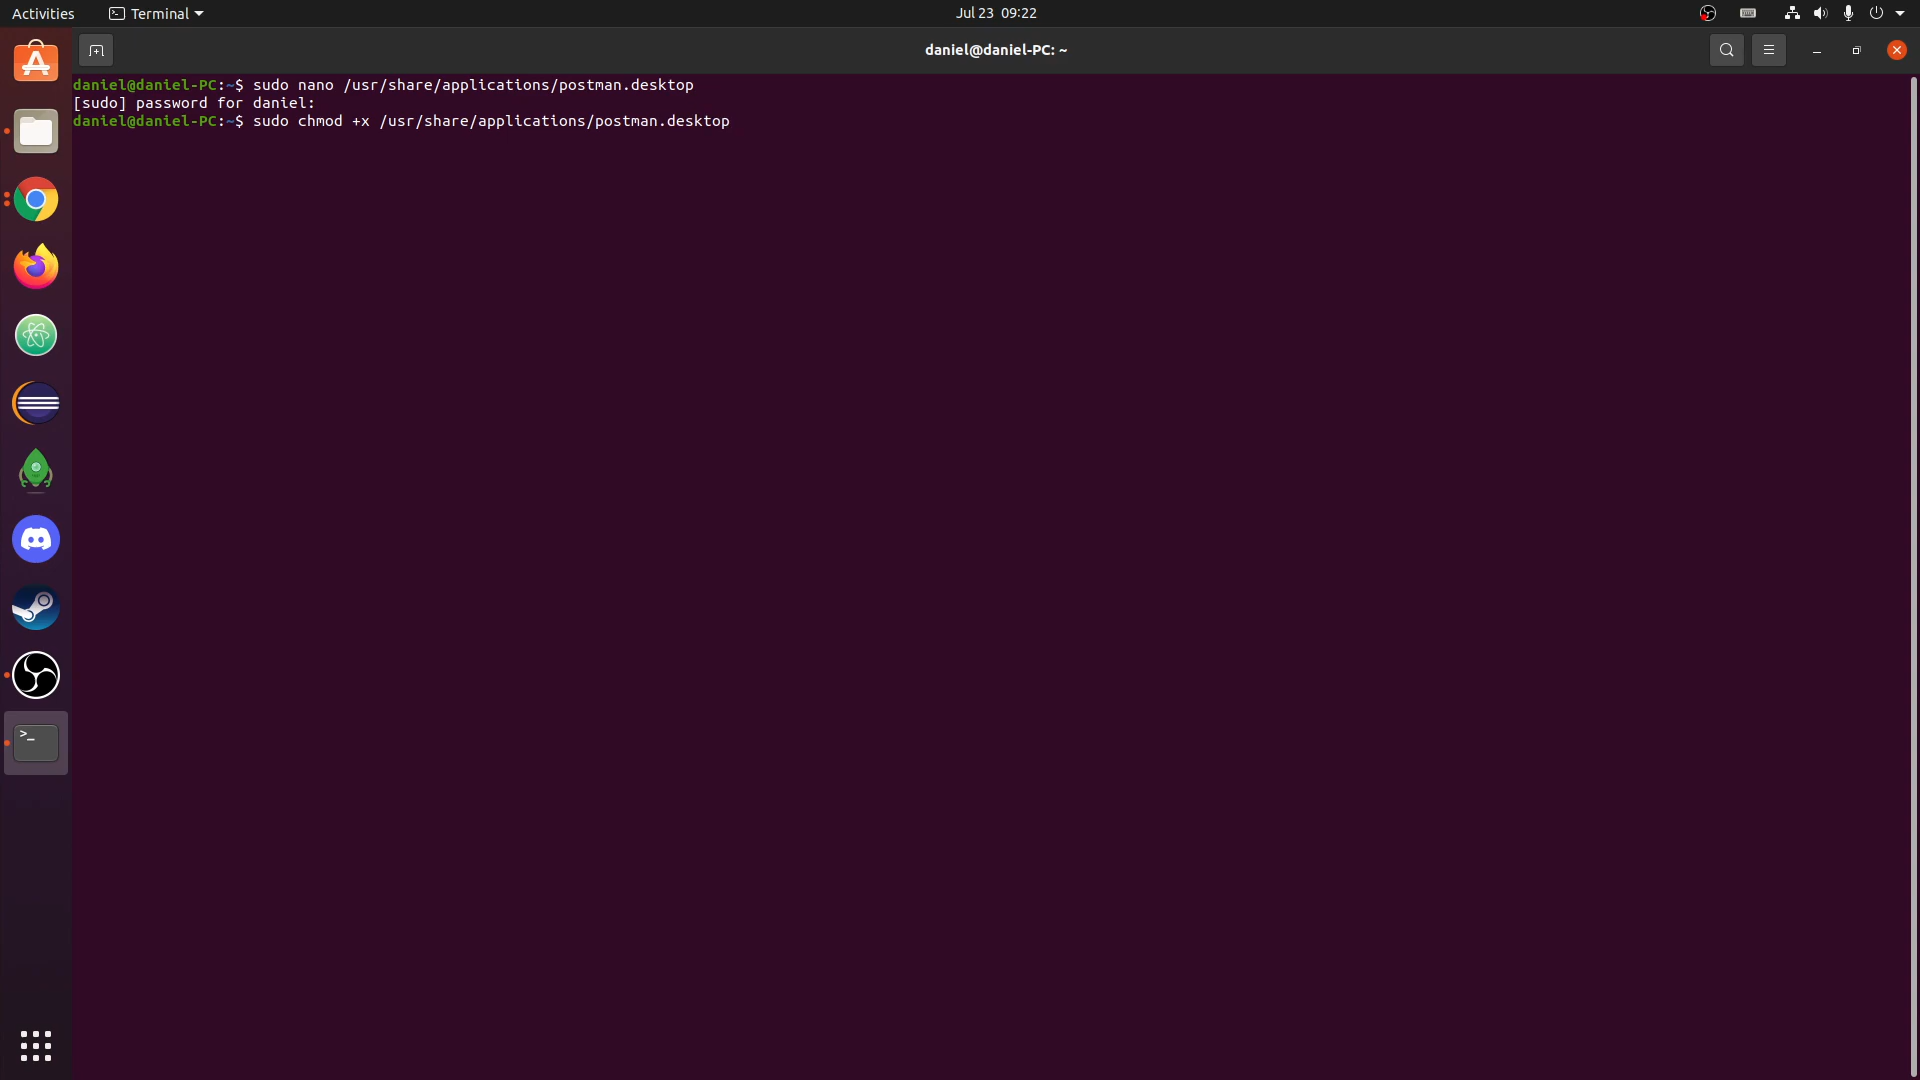 Activities
Terminal
Jul 23 09:22
daniel@daniel-PC: ~
daniel@daniel-PC:~$ sudo nano /usr/share/applications/postman.desktop
[sudo] password for daniel:
daniel@daniel-PC:~$ sudo chmod +x /usr/share/applications/postman.desktop
>_